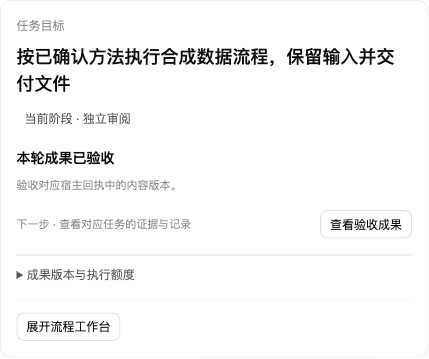 任务目标
按已确认方法执行合成数据流程，保留输入并交
付文件
当前阶段 · 独立审阅
本轮成果已验收
验收对应宿主回执中的内容版本。
下一步 · 查看对应任务的证据与记录
查看验收成果
▶ 成果版本与执行额度
展开流程工作台